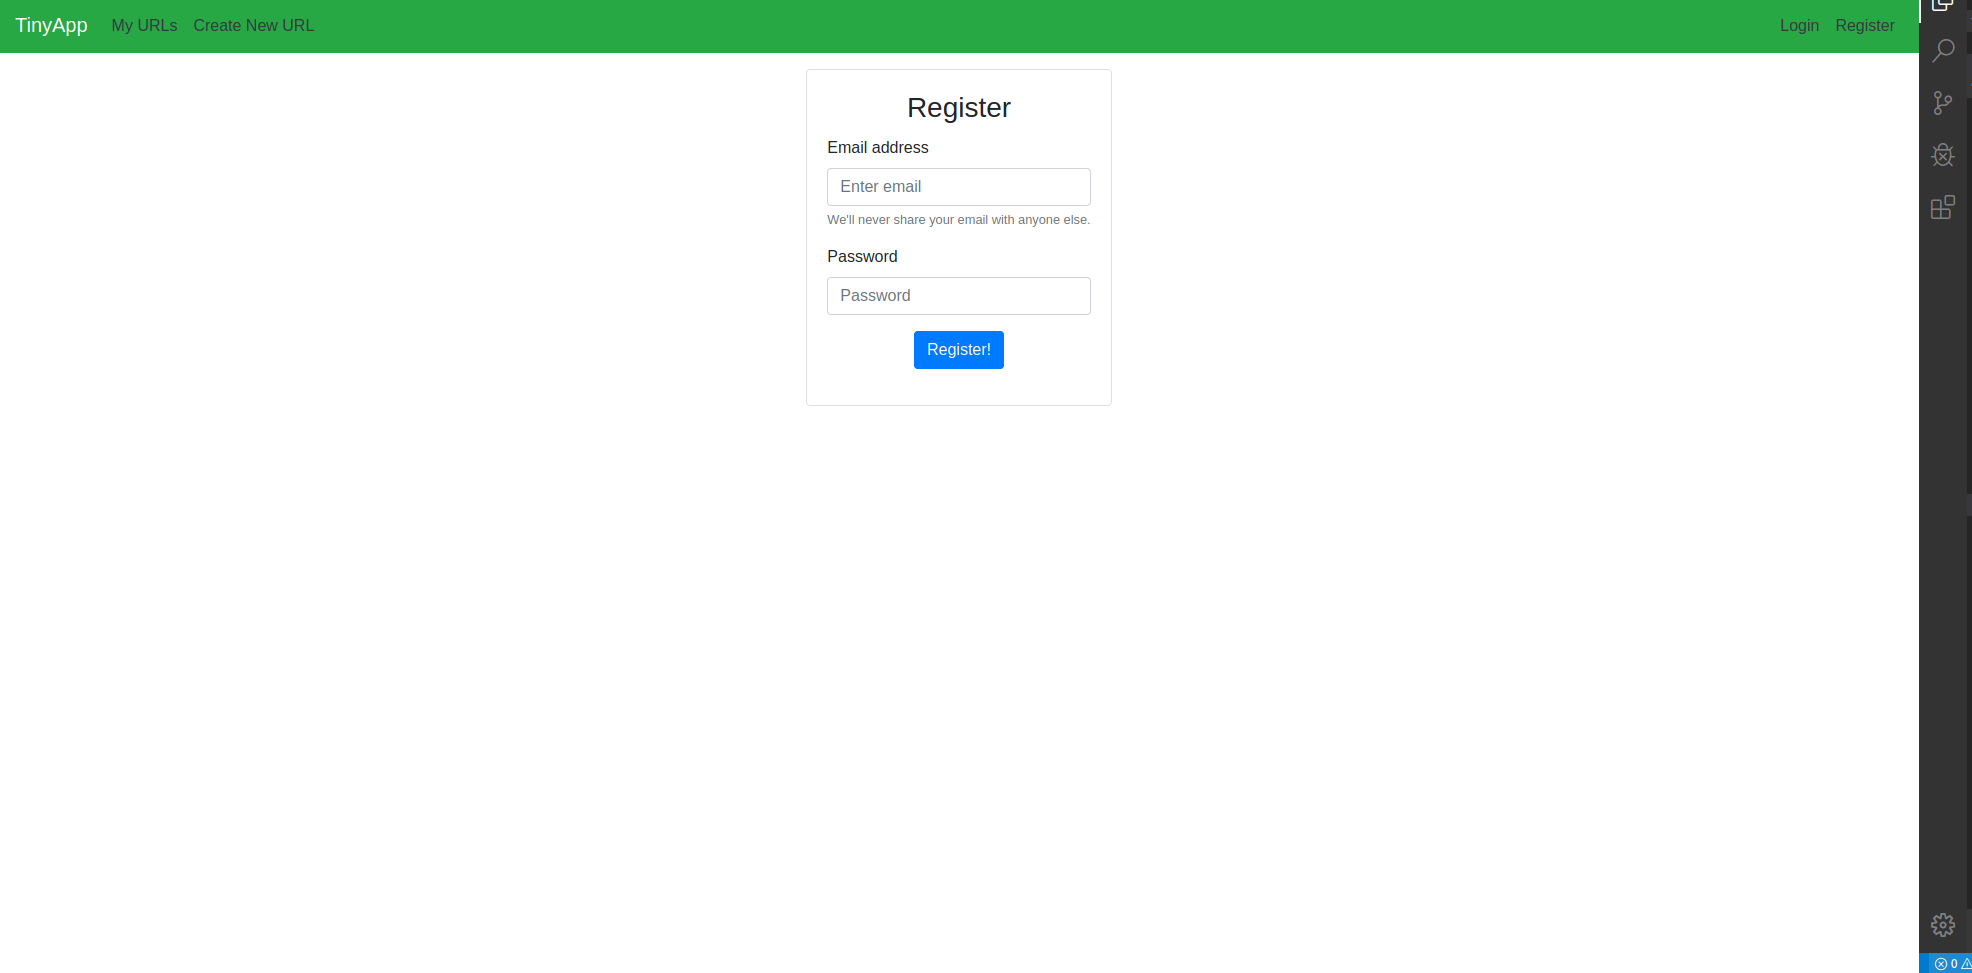 TinyApp My URLs Create New URL Login Register
Register
Email address
Enter email
We'll never share your email with anyone else.
Password
Password
Register!
0